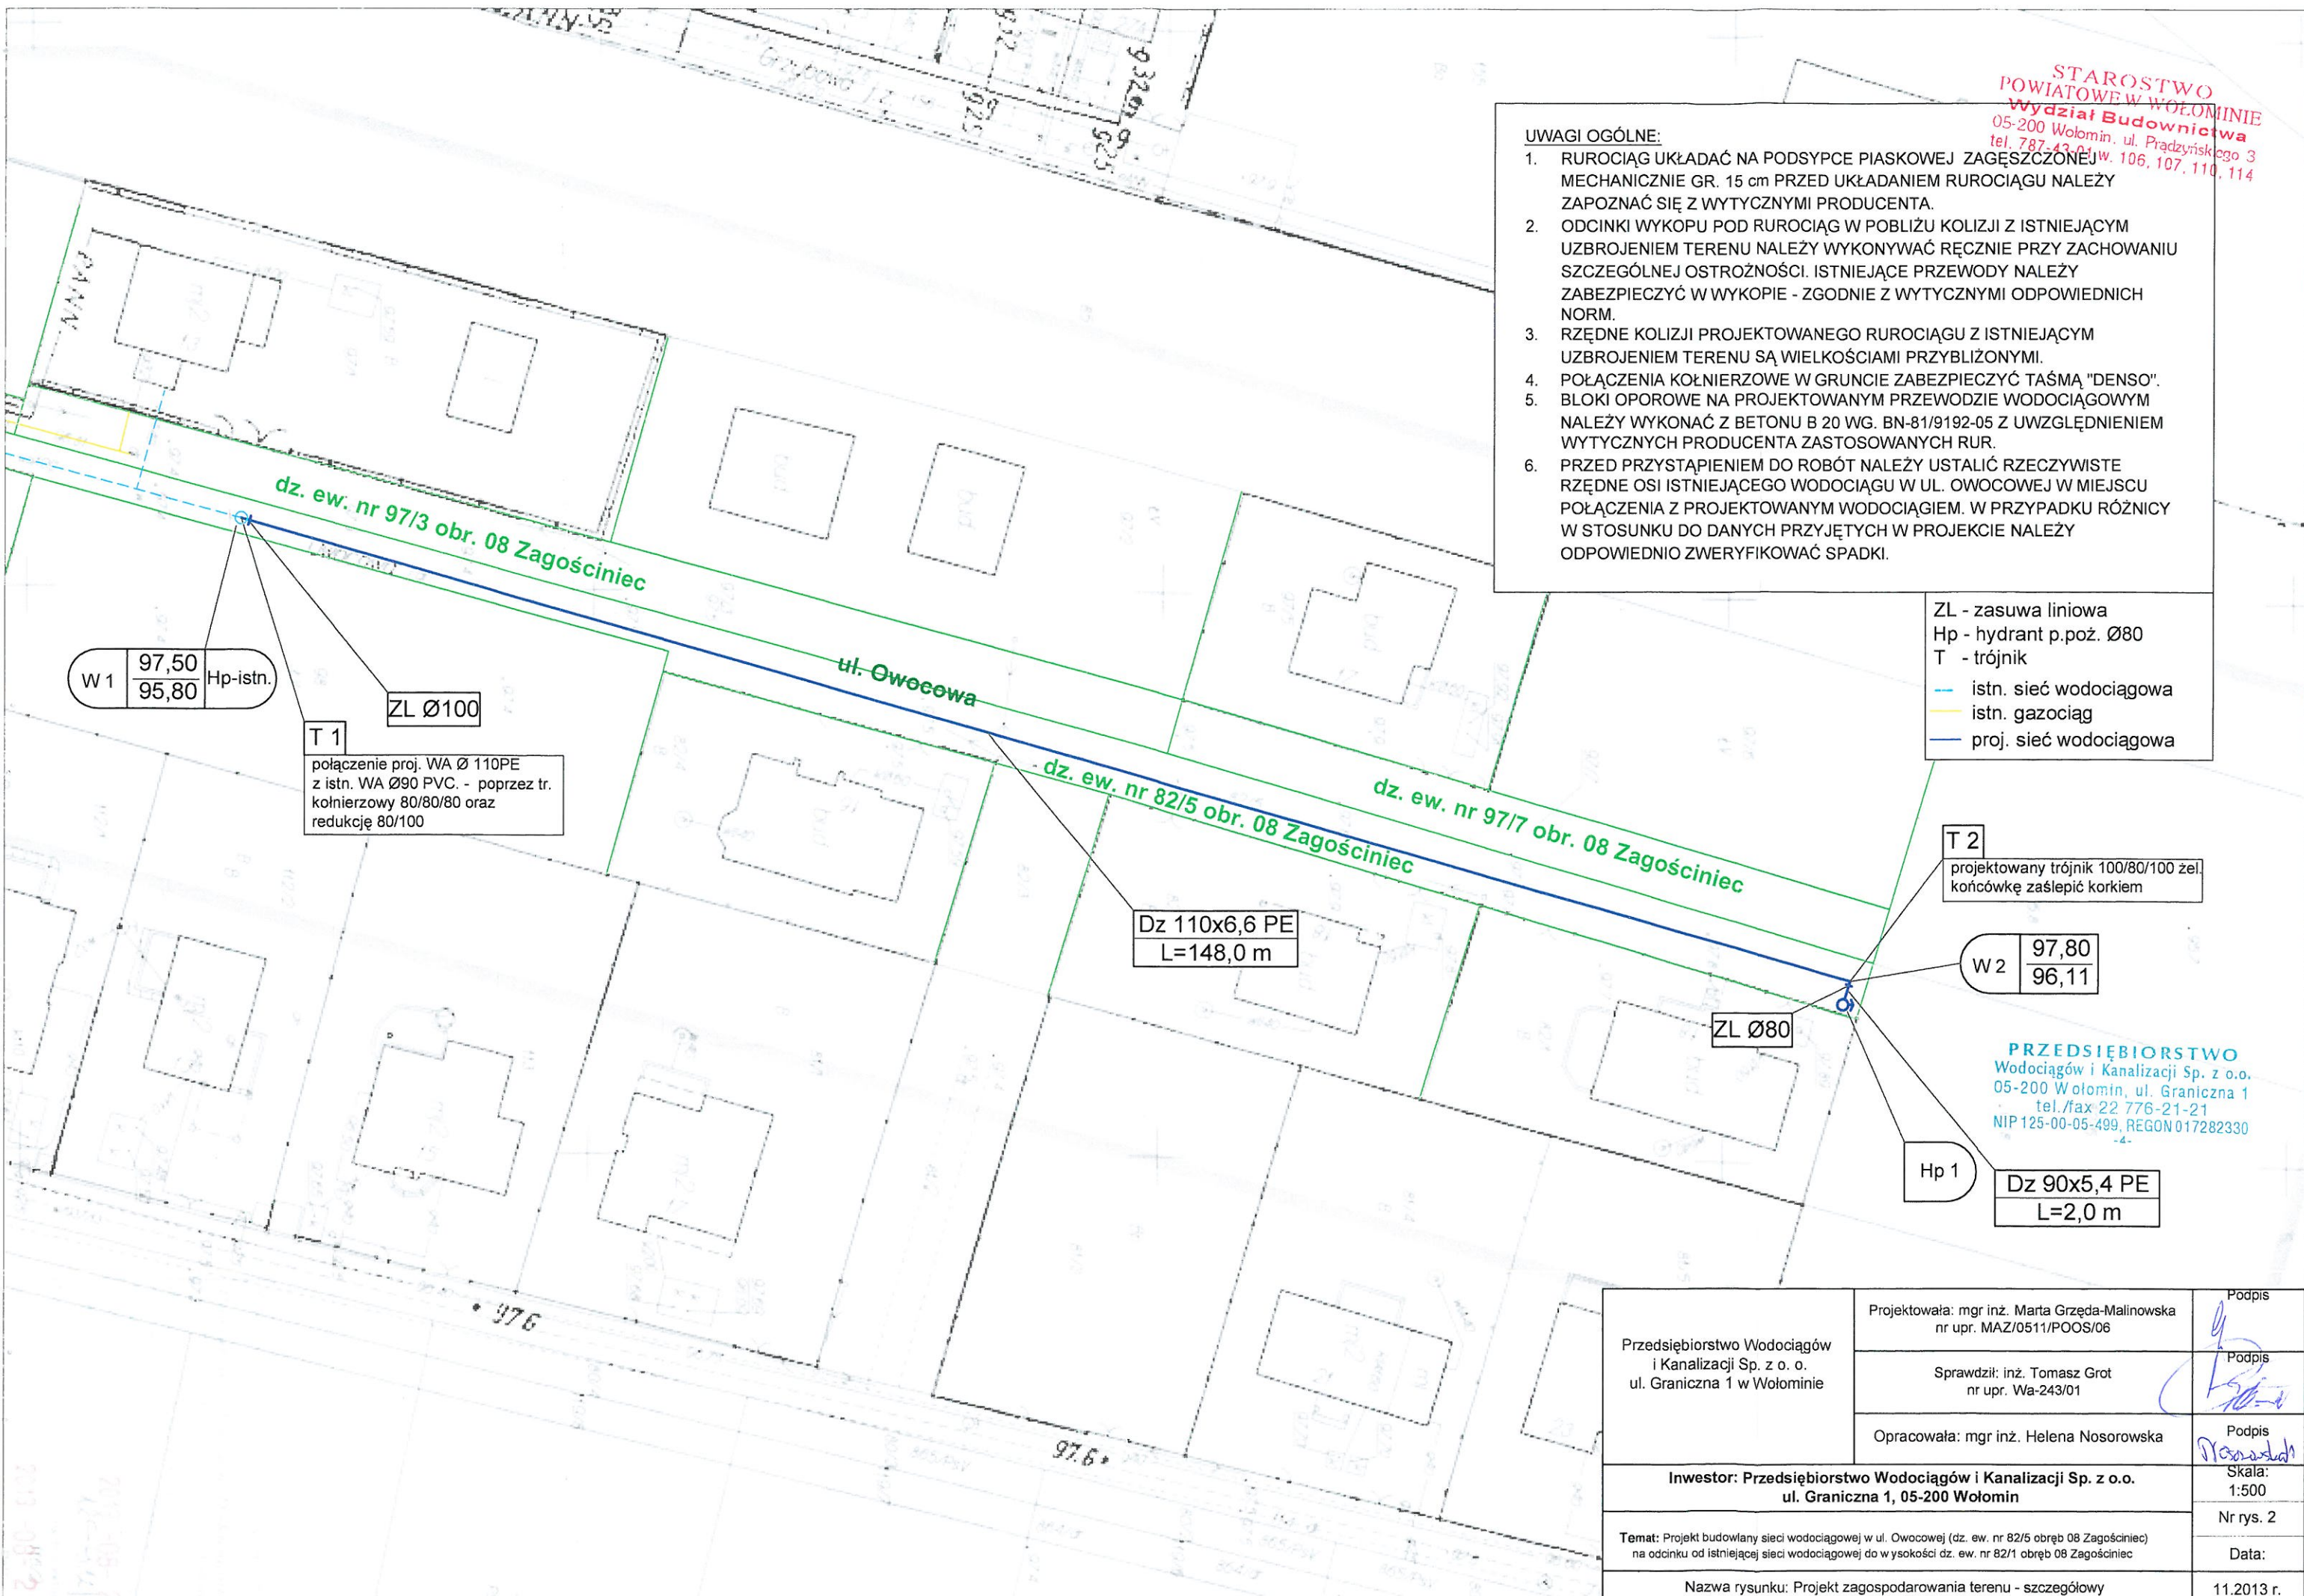 STAROSTWO
POWIATOWE W WOŁOMINIE
Wydział Budownictwa
05-200 Wołomin, ul. Prądzyńskiego 3
tel. 787-43-01 w. 106, 107, 110, 114
UWAGI OGÓLNE:
1. RUROCIĄG UKŁADAĆ NA PODSYPCE PIASKOWEJ ZAGĘSZCZONEJ
MECHANICZNIE GR. 15 cm PRZED UKŁADANIEM RUROCIĄGU NALEŻY
ZAPOZNAĆ SIĘ Z WYTYCZNYMI PRODUCENTA.
2. ODCINKI WYKOPU POD RUROCIĄG W POBLIŻU KOLIZJI Z ISTNIEJĄCYM
UZBROJENIEM TERENU NALEŻY WYKONYWAĆ RĘCZNIE PRZY ZACHOWANIU
SZCZEGÓLNEJ OSTROŻNOŚCI. ISTNIEJĄCE PRZEWODY NALEŻY
ZABEZPIECZYĆ W WYKOPIE - ZGODNIE Z WYTYCZNYMI ODPOWIEDNICH
NORM.
3. RZĘDNE KOLIZJI PROJEKTOWANEGO RUROCIĄGU Z ISTNIEJĄCYM
UZBROJENIEM TERENU SĄ WIELKOŚCIAMI PRZYBLIŻONYMI.
4. POŁĄCZENIA KOŁNIERZOWE W GRUNCIE ZABEZPIECZYĆ TAŚMĄ "DENSO".
5. BLOKI OPOROWE NA PROJEKTOWANYM PRZEWODZIE WODOCIĄGOWYM
NALEŻY WYKONAĆ Z BETONU B 20 WG. BN-81/9192-05 Z UWZGLĘDNIENIEM
WYTYCZNYCH PRODUCENTA ZASTOSOWANYCH RUR.
6. PRZED PRZYSTĄPIENIEM DO ROBÓT NALEŻY USTALIĆ RZECZYWISTE
RZĘDNE OSI ISTNIEJĄCEGO WODOCIĄGU W UL. OWOCOWEJ W MIEJSCU
POŁĄCZENIA Z PROJEKTOWANYM WODOCIĄGIEM. W PRZYPADKU RÓŻNICY
W STOSUNKU DO DANYCH PRZYJĘTYCH W PROJEKCIE NALEŻY
ODPOWIEDNIO ZWERYFIKOWAĆ SPADKI.
ZL - zasuwa liniowa
Hp - hydrant p.poż. Ø80
T - trójnik
istn. sieć wodociągowa
istn. gazociąg
proj. sieć wodociągowa
dz. ew. nr 97/3 obr. 08 Zagościniec
ul. Owocowa
dz. ew. nr 82/5 obr. 08 Zagościniec
dz. ew. nr 97/7 obr. 08 Zagościniec
W 1
97,50
95,80
Hp-istn.
ZL Ø100
T 1
połączenie proj. WA Ø 110PE
z istn. WA Ø90 PVC. - poprzez tr.
kołnierzowy 80/80/80 oraz
redukcję 80/100
Dz 110x6,6 PE
L=148,0 m
T 2
projektowany trójnik 100/80/100 żel.
końcówkę zaślepić korkiem
W 2
97,80
96,11
ZL Ø80
PRZEDSIĘBIORSTWO
Wodociągów i Kanalizacji Sp. z o.o.
05-200 Wołomin, ul. Graniczna 1
tel./fax 22 776-21-21
NIP 125-00-05-499, REGON 017282330
-4-
Hp 1
Dz 90x5,4 PE
L=2,0 m
97.6
97.6
Przedsiębiorstwo Wodociągów
i Kanalizacji Sp. z o. o.
ul. Graniczna 1 w Wołominie
Projektowała: mgr inż. Marta Grzęda-Malinowska
nr upr. MAZ/0511/POOS/06
Podpis
Sprawdził: inż. Tomasz Grot
nr upr. Wa-243/01
Podpis
Opracowała: mgr inż. Helena Nosorowska
Podpis
Inwestor: Przedsiębiorstwo Wodociągów i Kanalizacji Sp. z o.o.
ul. Graniczna 1, 05-200 Wołomin
Skala:
1:500
Temat: Projekt budowlany sieci wodociągowej w ul. Owocowej (dz. ew. nr 82/5 obręb 08 Zagościniec)
na odcinku od istniejącej sieci wodociągowej do wysokości dz. ew. nr 82/1 obręb 08 Zagościniec
Nr rys. 2
Data:
Nazwa rysunku: Projekt zagospodarowania terenu - szczegółowy
11.2013 r.